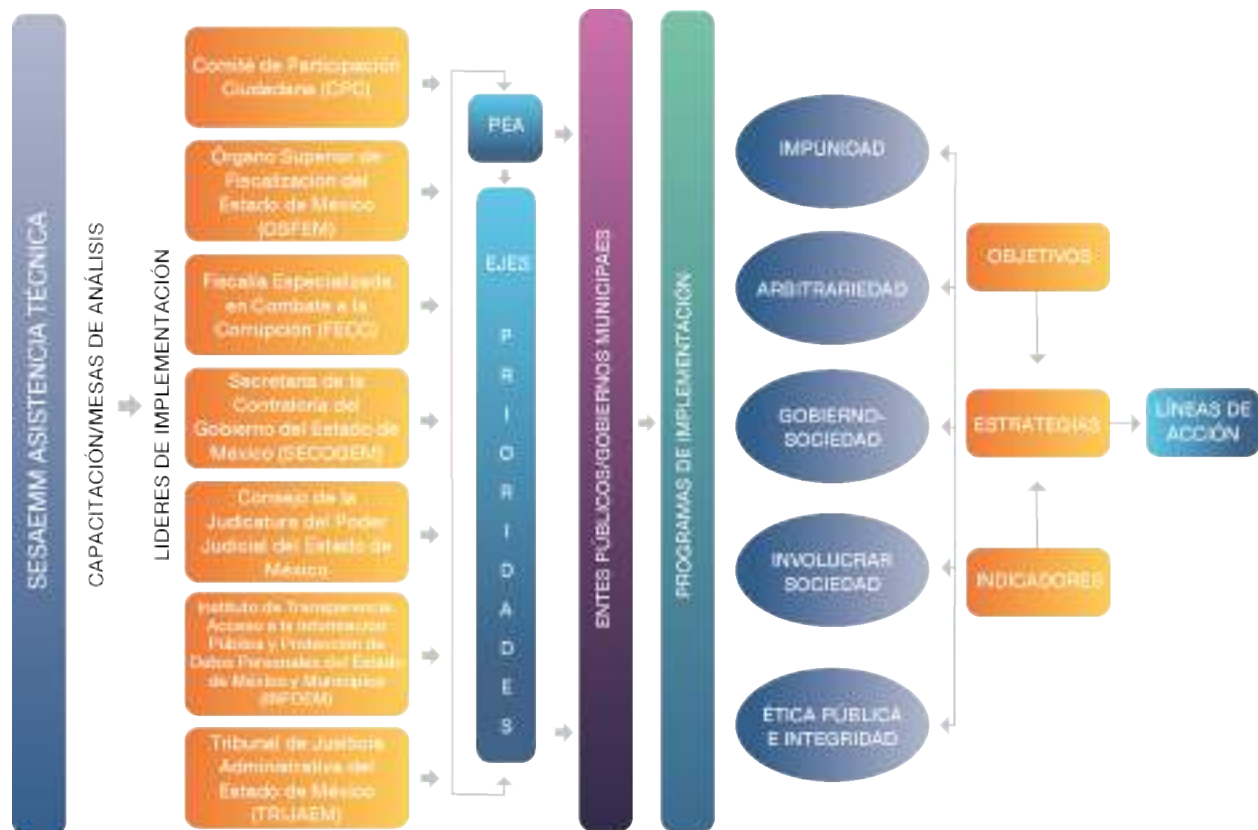 SESAEMM ASISTENCIA TÉCNICA
CAPACITACIÓN/MESAS DE ANÁLISIS
LIDERES DE IMPLEMENTACIÓN
Comité de Participación
Ciudadana (CPC)
Órgano Superior de
Fiscalización del
Estado de México
(OSFEM)
Fiscalía Especializada
en Combate a la
Corrupción (FECC)
Secretaría de la
Contraloría del
Gobierno del Estado de
México (SECOGEM)
Consejo de la
Judicatura del Poder
Judicial del Estado de
México
Instituto de Transparencia,
Acceso a la Información
Pública y Protección de
Datos Personales del Estado
de México y Municipios
(INFOEM)
Tribunal de Justicia
Administrativa del
Estado de México
(TRIJAEM)
PEA
EJES
P
R
I
O
R
I
D
A
D
E
S
ENTES PÚBLICOS/GOBIERNOS MUNICIPAES
PROGRAMAS DE IMPLEMENTACIÓN
IMPUNIDAD
ARBITRARIEDAD
GOBIERNO-
SOCIEDAD
INVOLUCRAR
SOCIEDAD
ÉTICA PÚBLICA
E INTEGRIDAD
OBJETIVOS
ESTRATEGIAS
INDICADORES
LÍNEAS DE
ACCIÓN